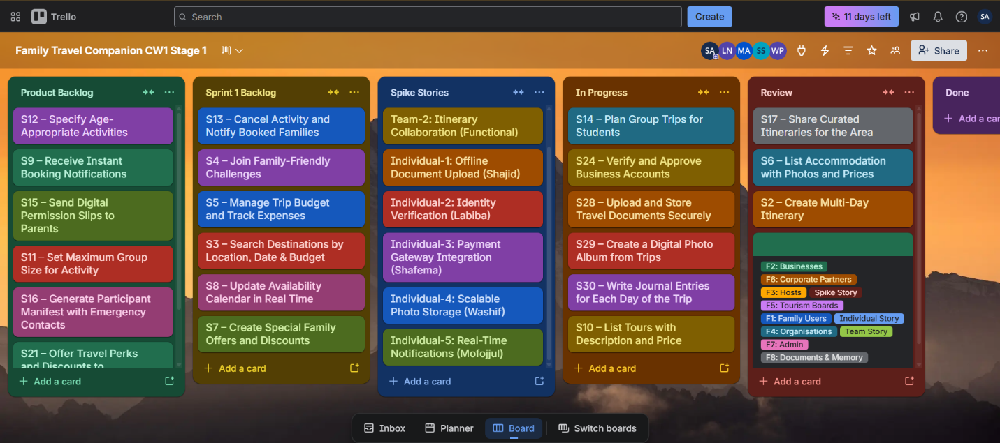 Trello
Search
Create
11 days left
SA
Family Travel Companion CW1 Stage 1
SA
LN
MA
SS
WP
Share
Product Backlog
S12 – Specify Age-
Appropriate Activities
S9 – Receive Instant
Booking Notifications
S15 – Send Digital
Permission Slips to
Parents
S11 – Set Maximum Group
Size for Activity
S16 – Generate Participant
Manifest with Emergency
Contacts
S21 – Offer Travel Perks
and Discounts to
Add a card
Sprint 1 Backlog
S13 – Cancel Activity and
Notify Booked Families
S4 – Join Family-Friendly
Challenges
S5 – Manage Trip Budget
and Track Expenses
S3 – Search Destinations by
Location, Date & Budget
S8 – Update Availability
Calendar in Real Time
S7 – Create Special Family
Offers and Discounts
Add a card
Spike Stories
Team-2: Itinerary
Collaboration (Functional)
Individual-1: Offline
Document Upload (Shajid)
Individual-2: Identity
Verification (Labiba)
Individual-3: Payment
Gateway Integration
(Shafema)
Individual-4: Scalable
Photo Storage (Washif)
Individual-5: Real-Time
Notifications (Mofojjul)
Add a card
In Progress
S14 – Plan Group Trips for
Students
S24 – Verify and Approve
Business Accounts
S28 – Upload and Store
Travel Documents Securely
S29 – Create a Digital Photo
Album from Trips
S30 – Write Journal Entries
for Each Day of the Trip
S10 – List Tours with
Description and Price
Add a card
Review
S17 – Share Curated
Itineraries for the Area
S6 – List Accommodation
with Photos and Prices
S2 – Create Multi-Day
Itinerary
F2: Businesses
F6: Corporate Partners
F3: Hosts
Spike Story
F5: Tourism Boards
F1: Family Users
Individual Story
F4: Organisations
Team Story
F7: Admin
F8: Documents & Memory
Add a card
Done
Add a car
Inbox
Planner
Board
Switch boards